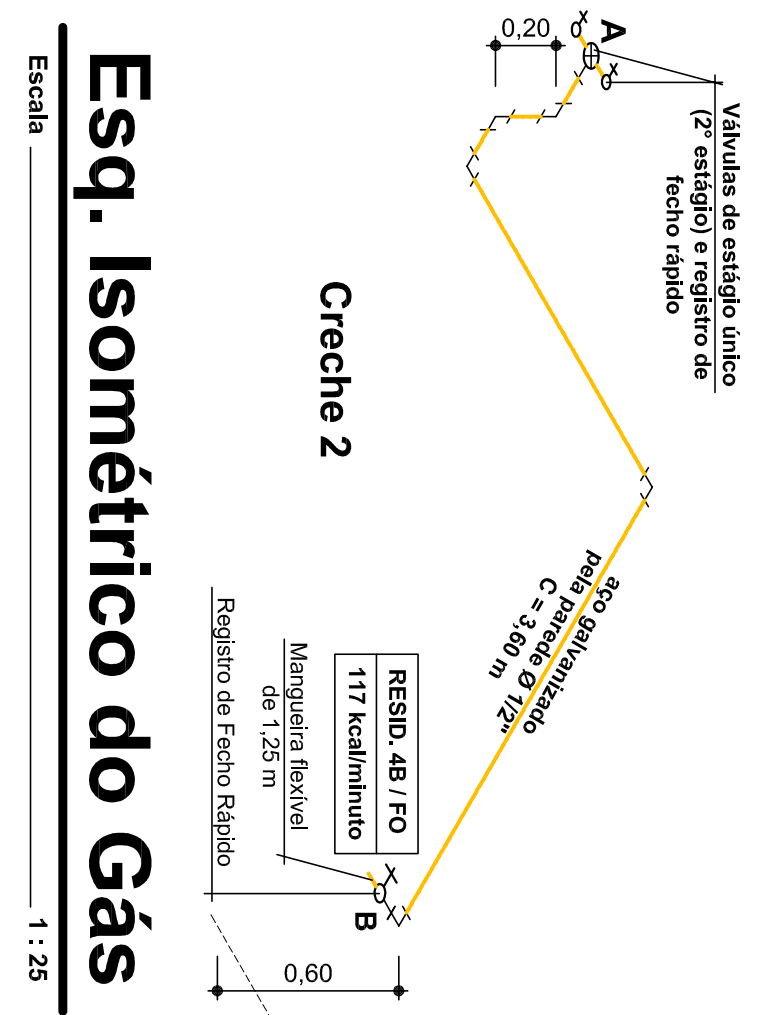 A
0,20
Válvulas de estágio único
(2° estágio) e registro de
fecho rápido
Creche 2
aço galvanizado
pela parede Ø 1/2"
C = 3,60 m
RESID. 4B / FO
117 kcal/minuto
Mangueira flexível
de 1,25 m
Registro de Fecho Rápido
B
0,60
Esq. Isométrico do Gás
Escala
1 : 25